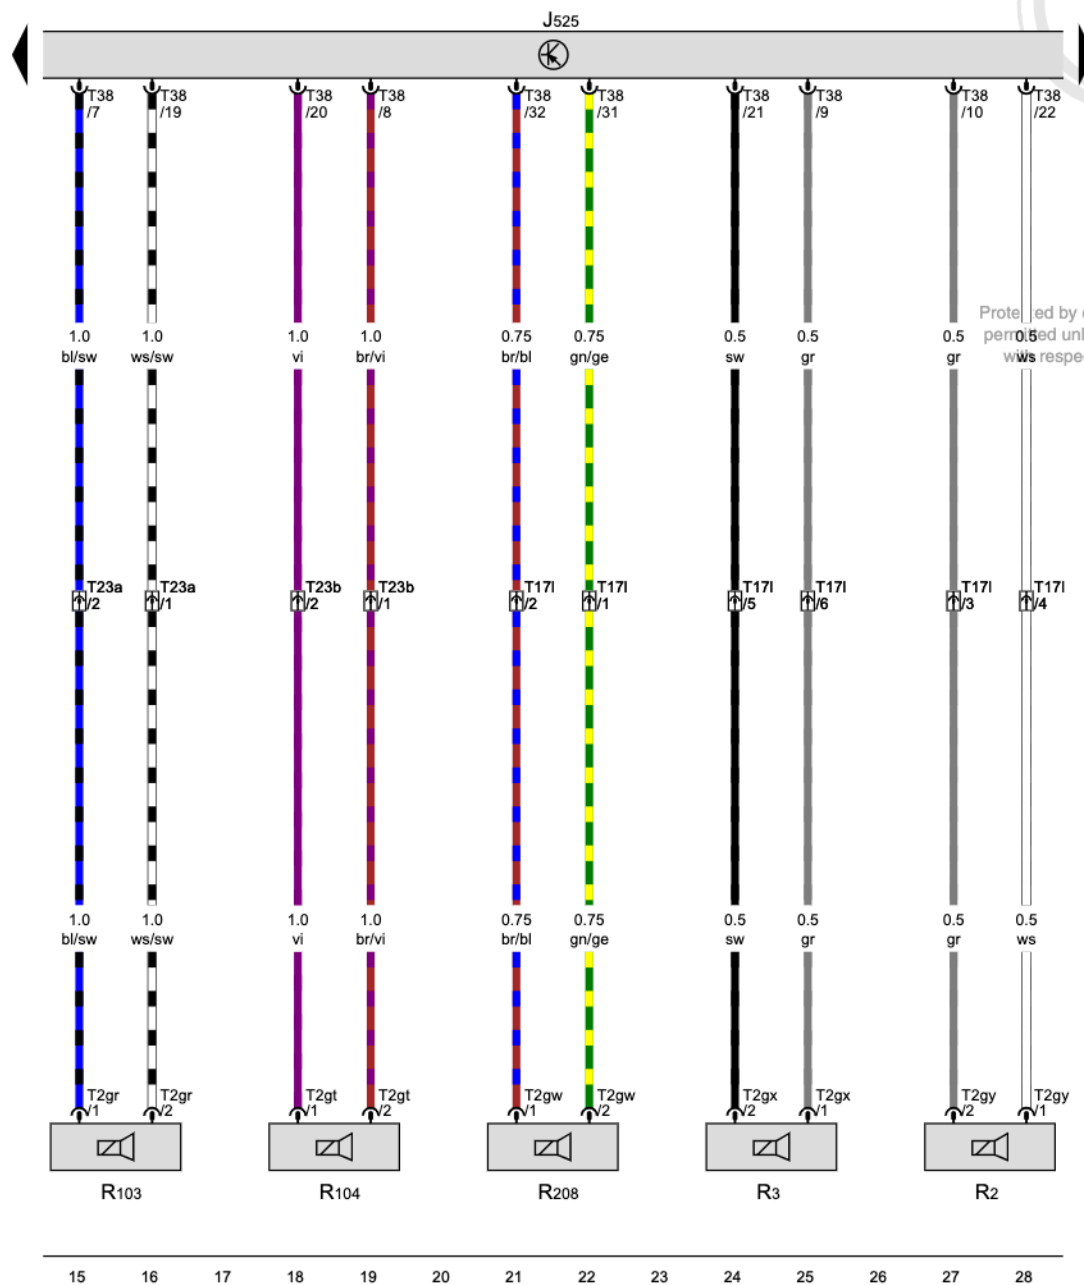 J525
T38 T38 T38 T38 T38 T38 T38 T38 T38 T38
/7 /19 /20 /8 /32 /31 /21 /9 /10 /22
Protected by
1.0 1.0 1.0 1.0 0.75 0.75 0.5 0.5 0.5 0.5
permitted
bl/sw ws/sw vi br/vi br/bl gn/ge sw gr gr ws
with
T23a T23a T23b T23b T17l T17l T17l T17l T17l T17l
/2 /1 /2 /1 /2 /1 /5 /6 /3 /4
1.0 1.0 1.0 1.0 0.75 0.75 0.5 0.5 0.5 0.5
bl/sw ws/sw vi br/vi br/bl gn/ge sw gr gr ws
T2gr T2gr T2gt T2gt T2gw T2gw T2gx T2gx T2gy T2gy
/1 /2 /1 /2 /1 /2 /2 /1 /2 /1
R103 R104 R208 R3 R2
15 16 17 18 19 20 21 22 23 24 25 26 27 28